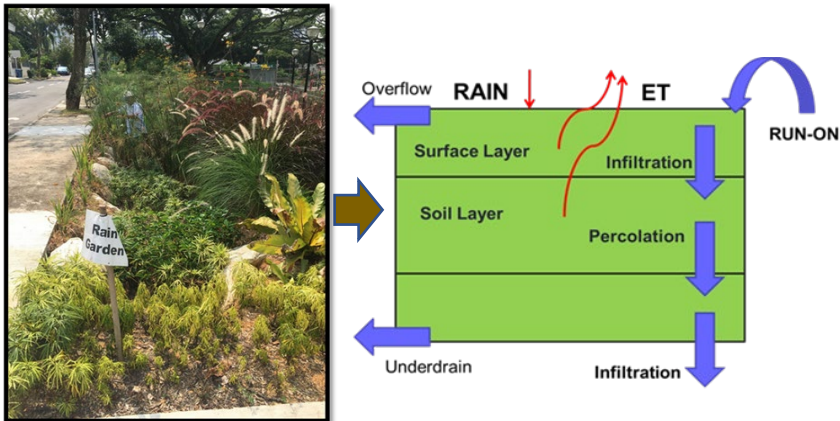 Rain
Garden
Overflow
RAIN
ET
RUN-ON
Surface Layer
Infiltration
Soil Layer
Percolation
Underdrain
Infiltration